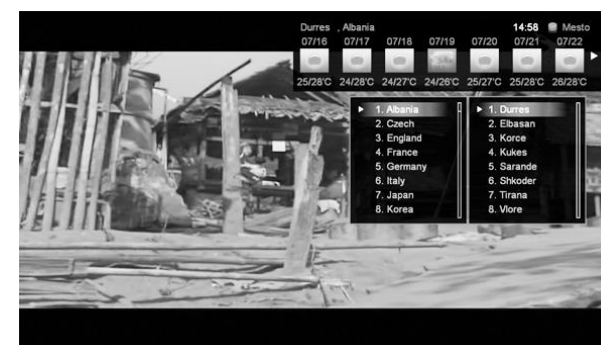 Durres , Albania 14:58 Mesto
07/16 07/17 07/18 07/19 07/20 07/21 07/22
25/28°C 24/28°C 24/27°C 24/26°C 25/27°C 25/28°C 26/28°C
1. Albania
2. Czech
3. England
4. France
5. Germany
6. Italy
7. Japan
8. Korea
1. Durres
2. Elbasan
3. Korce
4. Kukes
5. Sarande
6. Shkoder
7. Tirana
8. Vlore